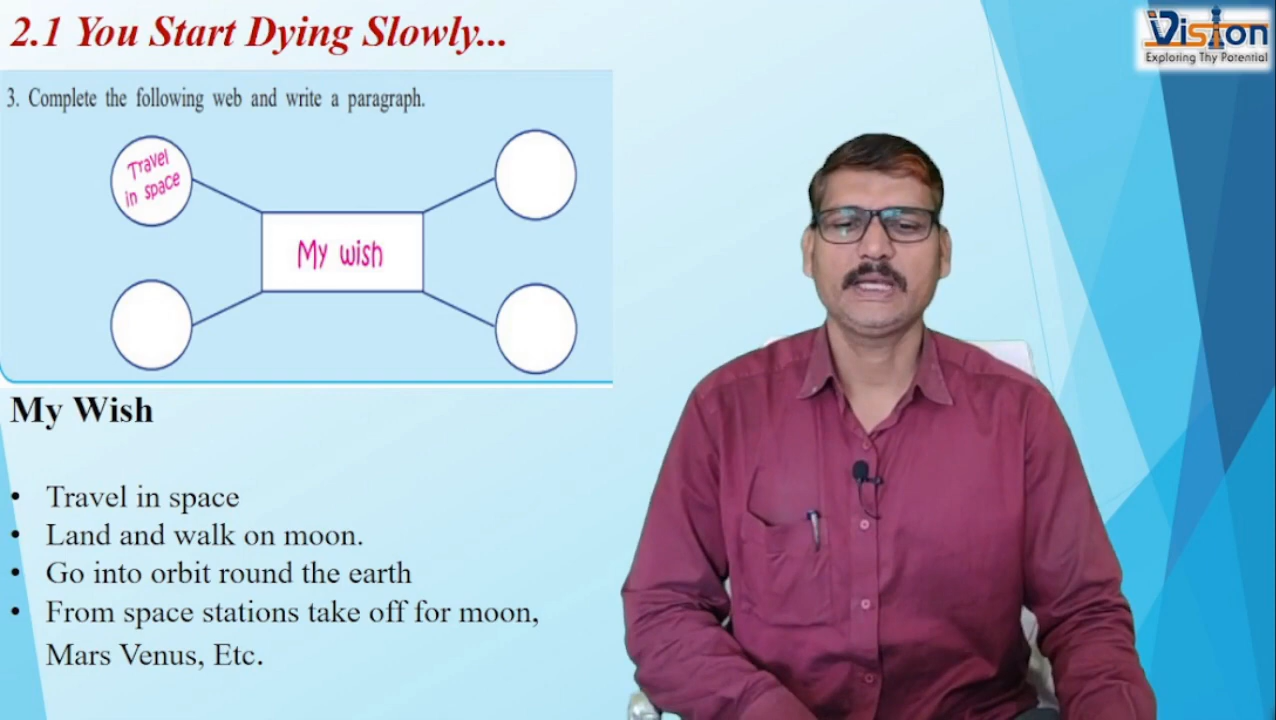 2.1 You Start Dying Slowly...
Vision
Exploring Thy Potential
3. Complete the following web and write a paragraph.
Travel
in space
My wish
My Wish
• Travel in space
• Land and walk on moon.
• Go into orbit round the earth
• From space stations take off for moon,
Mars Venus, Etc.